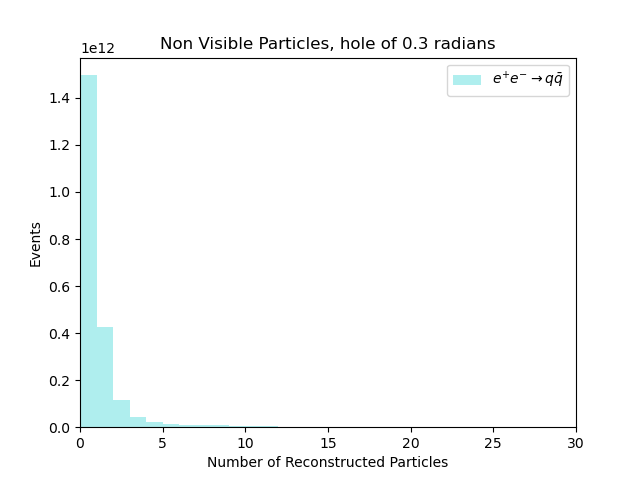 Non Visible Particles, hole of 0.3 radians
1e12
e⁺e⁻ → qq̄
1.4
1.2
1.0
0.8
0.6
0.4
0.2
0.0
Events
0 5 10 15 20 25 30
Number of Reconstructed Particles